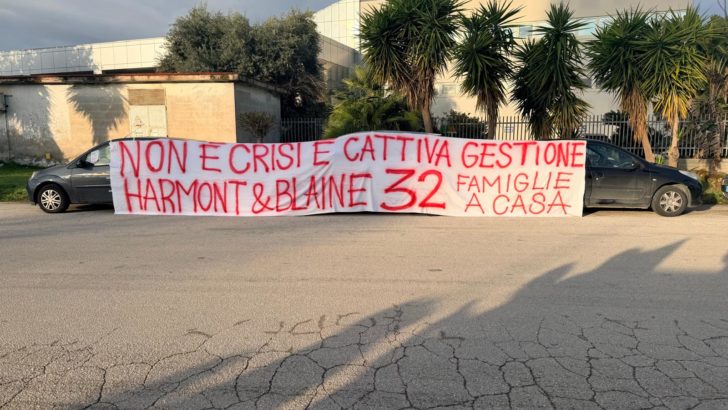 NON È CRISI È CATTIVA GESTIONE
HARMONT & BLAINE 32 FAMIGLIE
A CASA